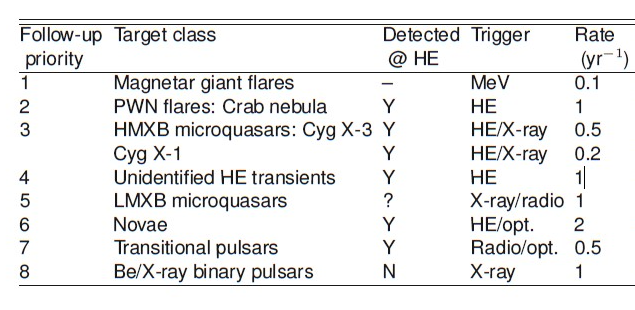 Follow-up Target class Detected Trigger Rate
priority @ HE (yr⁻¹)
1 Magnetar giant flares – MeV 0.1
2 PWN flares: Crab nebula Y HE 1
3 HMXB microquasars: Cyg X-3 Y HE/X-ray 0.5
Cyg X-1 Y HE/X-ray 0.2
4 Unidentified HE transients Y HE 1
5 LMXB microquasars ? X-ray/radio 1
6 Novae Y HE/opt. 2
7 Transitional pulsars Y Radio/opt. 0.5
8 Be/X-ray binary pulsars N X-ray 1